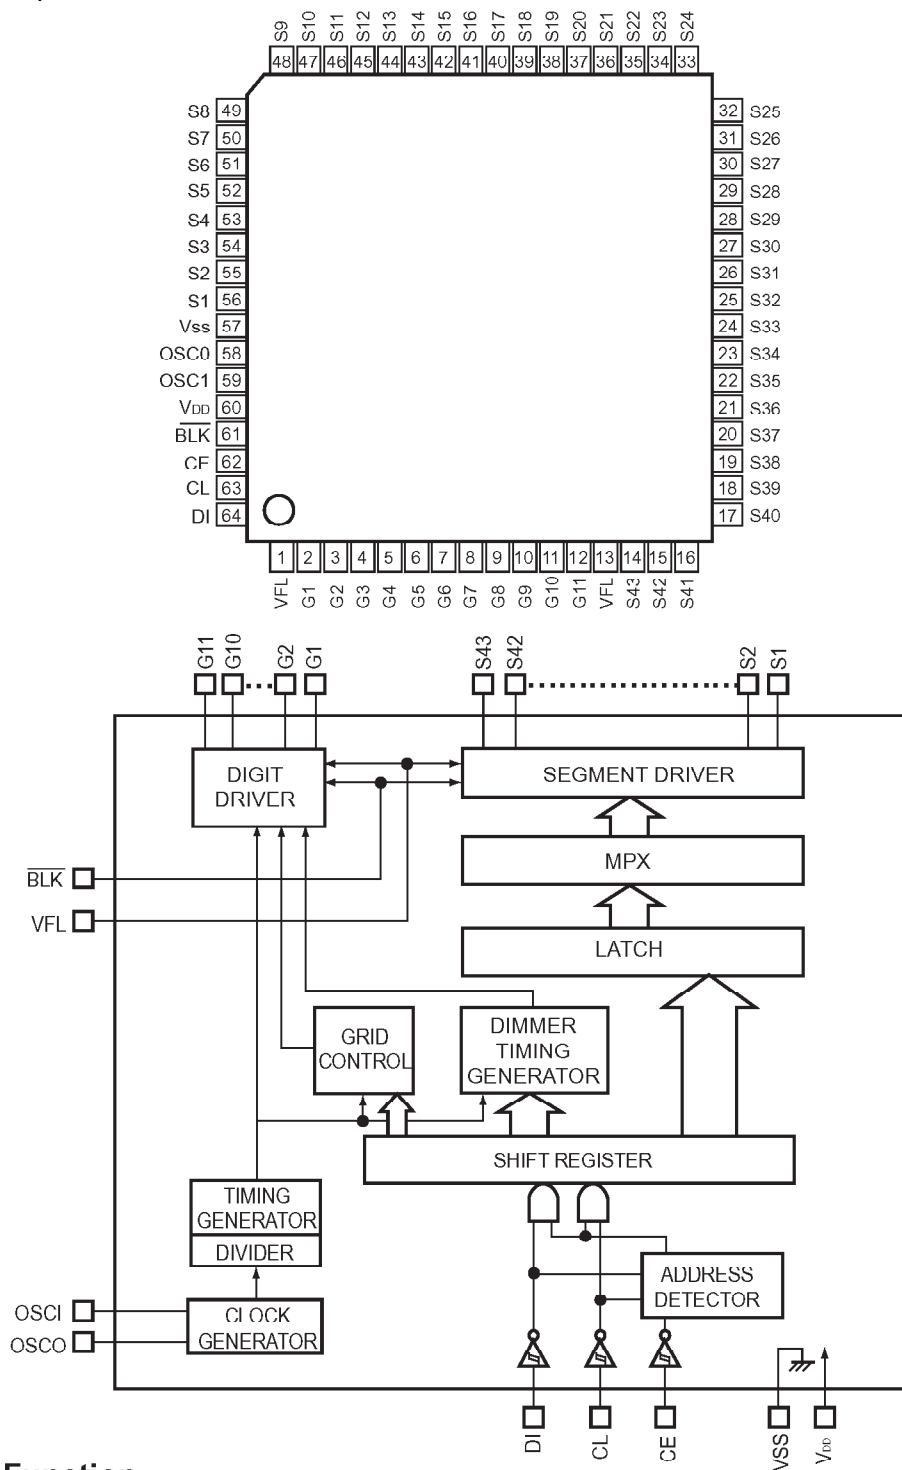 S9 S10 S11 S12 S13 S14 S15 S16 S17 S18 S19 S20 S21 S22 S23 S24
48 47 46 45 44 43 42 41 40 39 38 37 36 35 34 33
S8 49 32 S25
S7 50 31 S26
S6 51 30 S27
S5 52 29 S28
S4 53 28 S29
S3 54 27 S30
S2 55 26 S31
S1 56 25 S32
Vss 57 24 S33
OSC0 58 23 S34
OSC1 59 22 S35
VDD 60 21 S36
BLK 61 20 S37
CE 62 19 S38
CL 63 18 S39
DI 64 17 S40
1 2 3 4 5 6 7 8 9 10 11 12 13 14 15 16
VFL G1 G2 G3 G4 G5 G6 G7 G8 G9 G10 G11 VFL S43 S42 S41
G11 G10 G2 G1 S43 S42 S2 S1
DIGIT
DRIVER
SEGMENT DRIVER
MPX
BLK
VFL
LATCH
GRID
CONTROL
DIMMER
TIMING
GENERATOR
SHIFT REGISTER
TIMING
GENERATOR
DIVIDER
ADDRESS
DETECTOR
OSCI
OSCO
CLOCK
GENERATOR
DI CL CE VSS VDD
Function